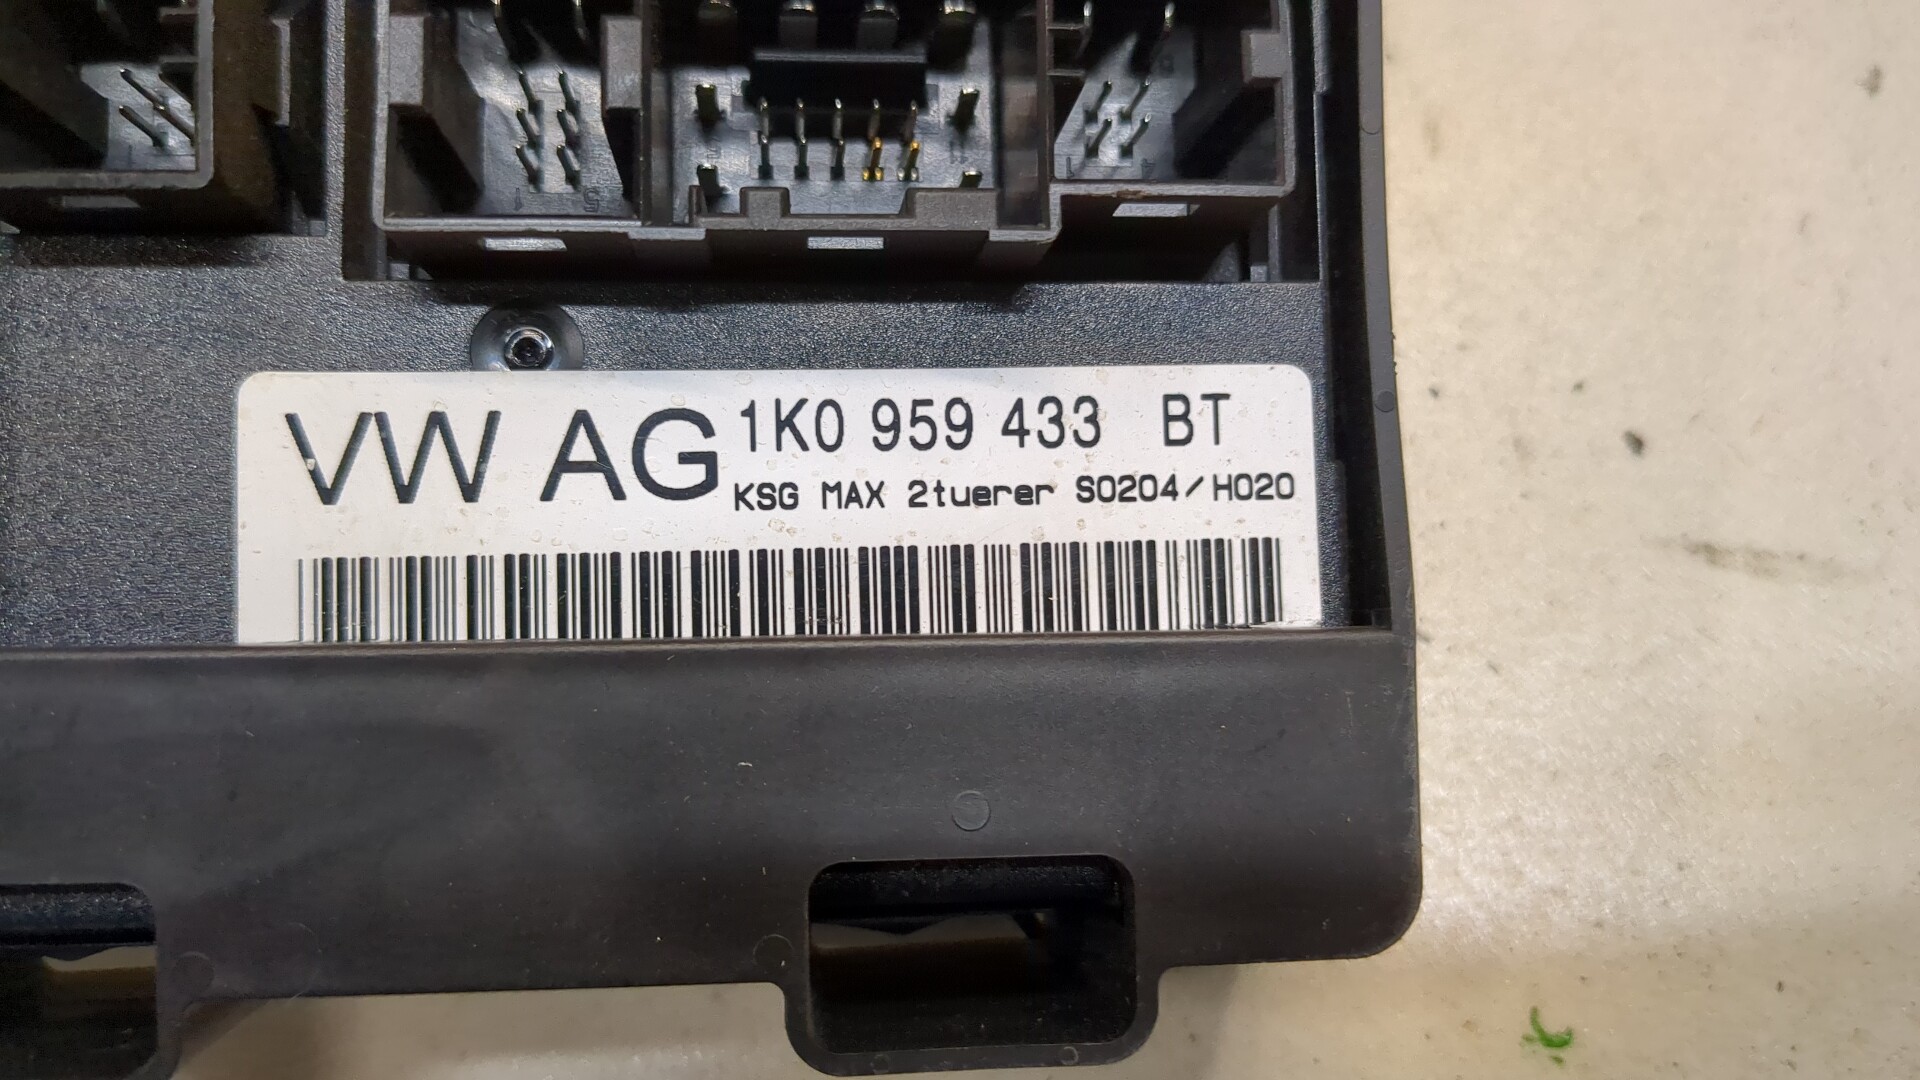 VW AG 1K0 959 433 BT
KSG MAX 2tuerer S0204/H020